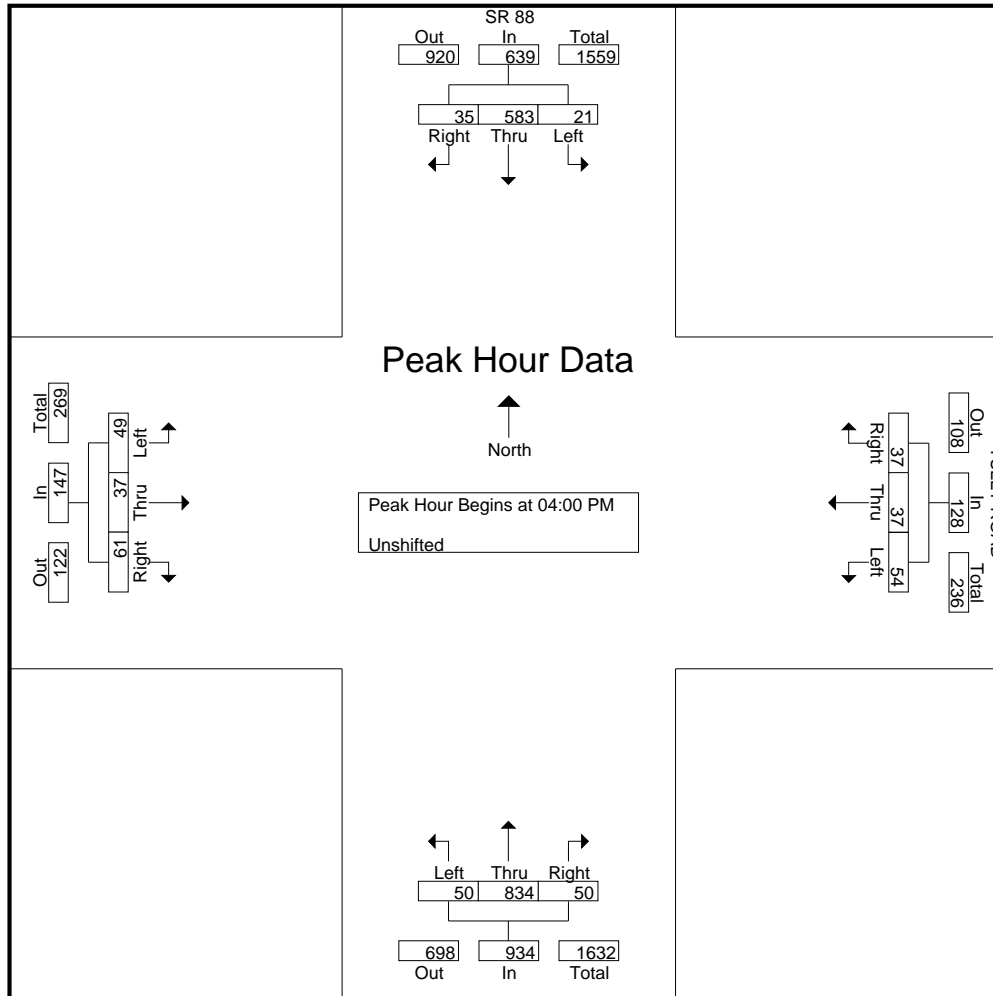 SR 88
Out In Total
920 639 1559
35 583 21
Right Thru Left
Peak Hour Data
North
Peak Hour Begins at 04:00 PM
Unshifted
Total In Out
269 147 122
49 37 61
Left Thru Right
Out In Total
108 128 236
37 37 54
Right Thru Left
Left Thru Right
50 834 50
698 934 1632
Out In Total